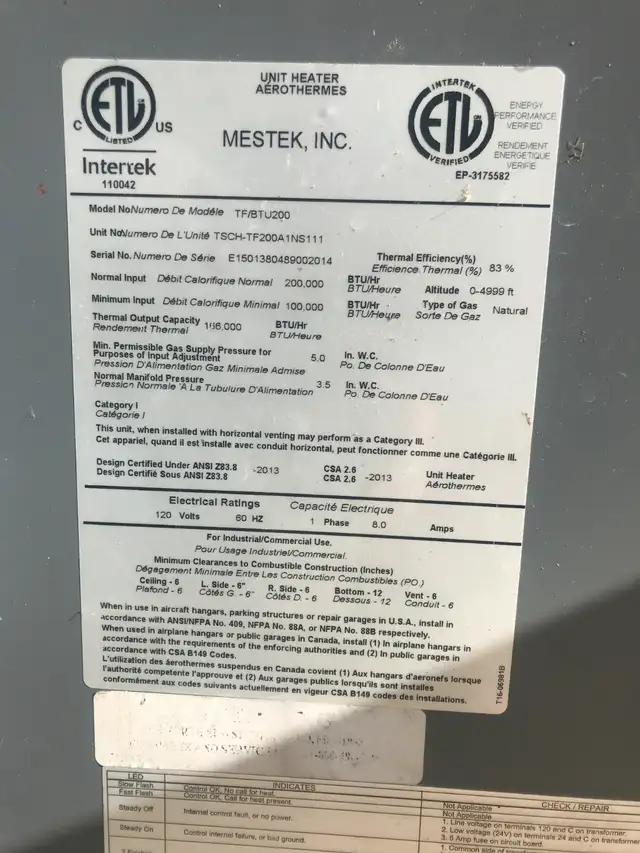 UNIT HEATER
AÉROTHERMES
MESTEK, INC.
C ETL LISTED US
Intertek
110042
INTERTEK
ETL
VERIFIED
ENERGY
PERFORMANCE
VERIFIED
RENDEMENT
ENERGETIQUE
VERIFIE
EP-3175582
Model No Numero De Modéle TF/BTU200
Unit No Numero De L'Unité TSCH-TF200A1NS111
Serial No. Numero De Série E1501380489002014
Thermal Efficiency(%)
Efficience Thermal (%) 83 %
Normal Input Débit Calorifique Normal 200,000 BTU/Hr
BTU/Heure
Altitude 0-4999 ft
Minimum Input Débit Calorifique Minimal 100,000 BTU/Hr
BTU/Heure
Type of Gas
Sorte De Gaz Natural
Thermal Output Capacity
Rendement Thermal 166,000 BTU/Hr
BTU/Heure
Min. Permissible Gas Supply Pressure for
Purposes of Input Adjustment 5.0 In. W.C.
Pression D'Alimentation Gaz Minimale Admise Po. De Colonne D'Eau
Normal Manifold Pressure 3.5 In. W.C.
Pression Normale 'A La Tubulure D'Alimentation Po. De Colonne D'Eau
Category I
Catégorie I
This unit, when installed with horizontal venting may perform as a Category III.
Cet appareil, quand il est installe avec conduit horizontal, peut fonctionner comme une Catégorie III.
Design Certified Under ANSI Z83.8 -2013 CSA 2.6 -2013 Unit Heater
Design Certifié Sous ANSI Z83.8 CSA 2.6 Aérothermes
Electrical Ratings Capacité Electrique
120 Volts 60 HZ 1 Phase 8.0 Amps
For Industrial/Commercial Use.
Pour Usage Industriel/Commercial.
Minimum Clearances to Combustible Construction (Inches)
Dégagement Minimale Entre Les Construction Combustibles (PO.)
Ceiling - 6 L. Side - 6" R. Side - 6 Bottom - 12 Vent - 6
Plafond - 6 Côtés G. - 6" Côtés D. - 6 Dessous - 12 Conduit - 6
When in use in aircraft hangars, parking structures or repair garages in U.S.A., install in
accordance with ANSI/NFPA No. 409, NFPA No. 88A, or NFPA No. 88B respectively.
When used in airplane hangars or public garages in Canada, install (1) In airplane hangars in
accordance with the requirements of the enforcing authorities and (2) In public garages in
accordance with CSA B149 Codes.
L'utilization des áerothermes suspendus en Canada covient (1) Aux hangars d'aeronefs lorsque
l'authorité competente l'approuve et (2) Aux garages publics lorsqu'ils sont installes
conformément aux codes suivants actuellement en vigeur CSA B149 codes des installations.
T16-06981B
LED INDICATES CHECK / REPAIR
Slow Flash Control OK, No call for heat. Not Applicable
Fast Flash Control OK, Call for heat present. Not Applicable
Steady Off Internal control fault, or no power. 1. Line voltage on terminals 120 and C on transformer.
2. Low voltage (24V) on terminals 24 and C on transformer.
3. 5 Amp fuse on circuit board.
Steady On Control internal failure, or bad ground. 1. Common side of